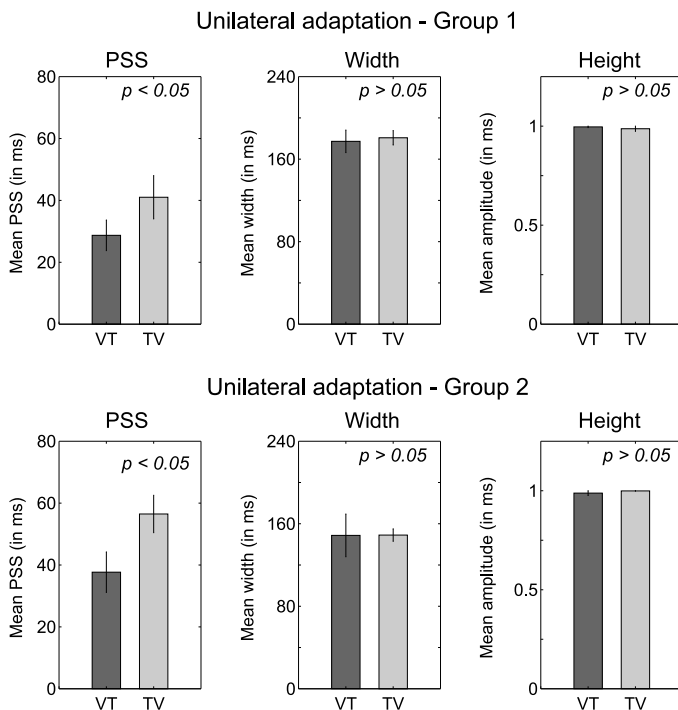 Unilateral adaptation - Group 1
PSS
Width
Height
Mean PSS (in ms)
80
60
40
20
0
p < 0.05
VT TV
Mean width (in ms)
240
160
80
0
p > 0.05
VT TV
Mean amplitude (in ms)
1
0.5
0
p > 0.05
VT TV
Unilateral adaptation - Group 2
PSS
Width
Height
Mean PSS (in ms)
80
60
40
20
0
p < 0.05
VT TV
Mean width (in ms)
240
160
80
0
p > 0.05
VT TV
Mean amplitude (in ms)
1
0.5
0
p > 0.05
VT TV